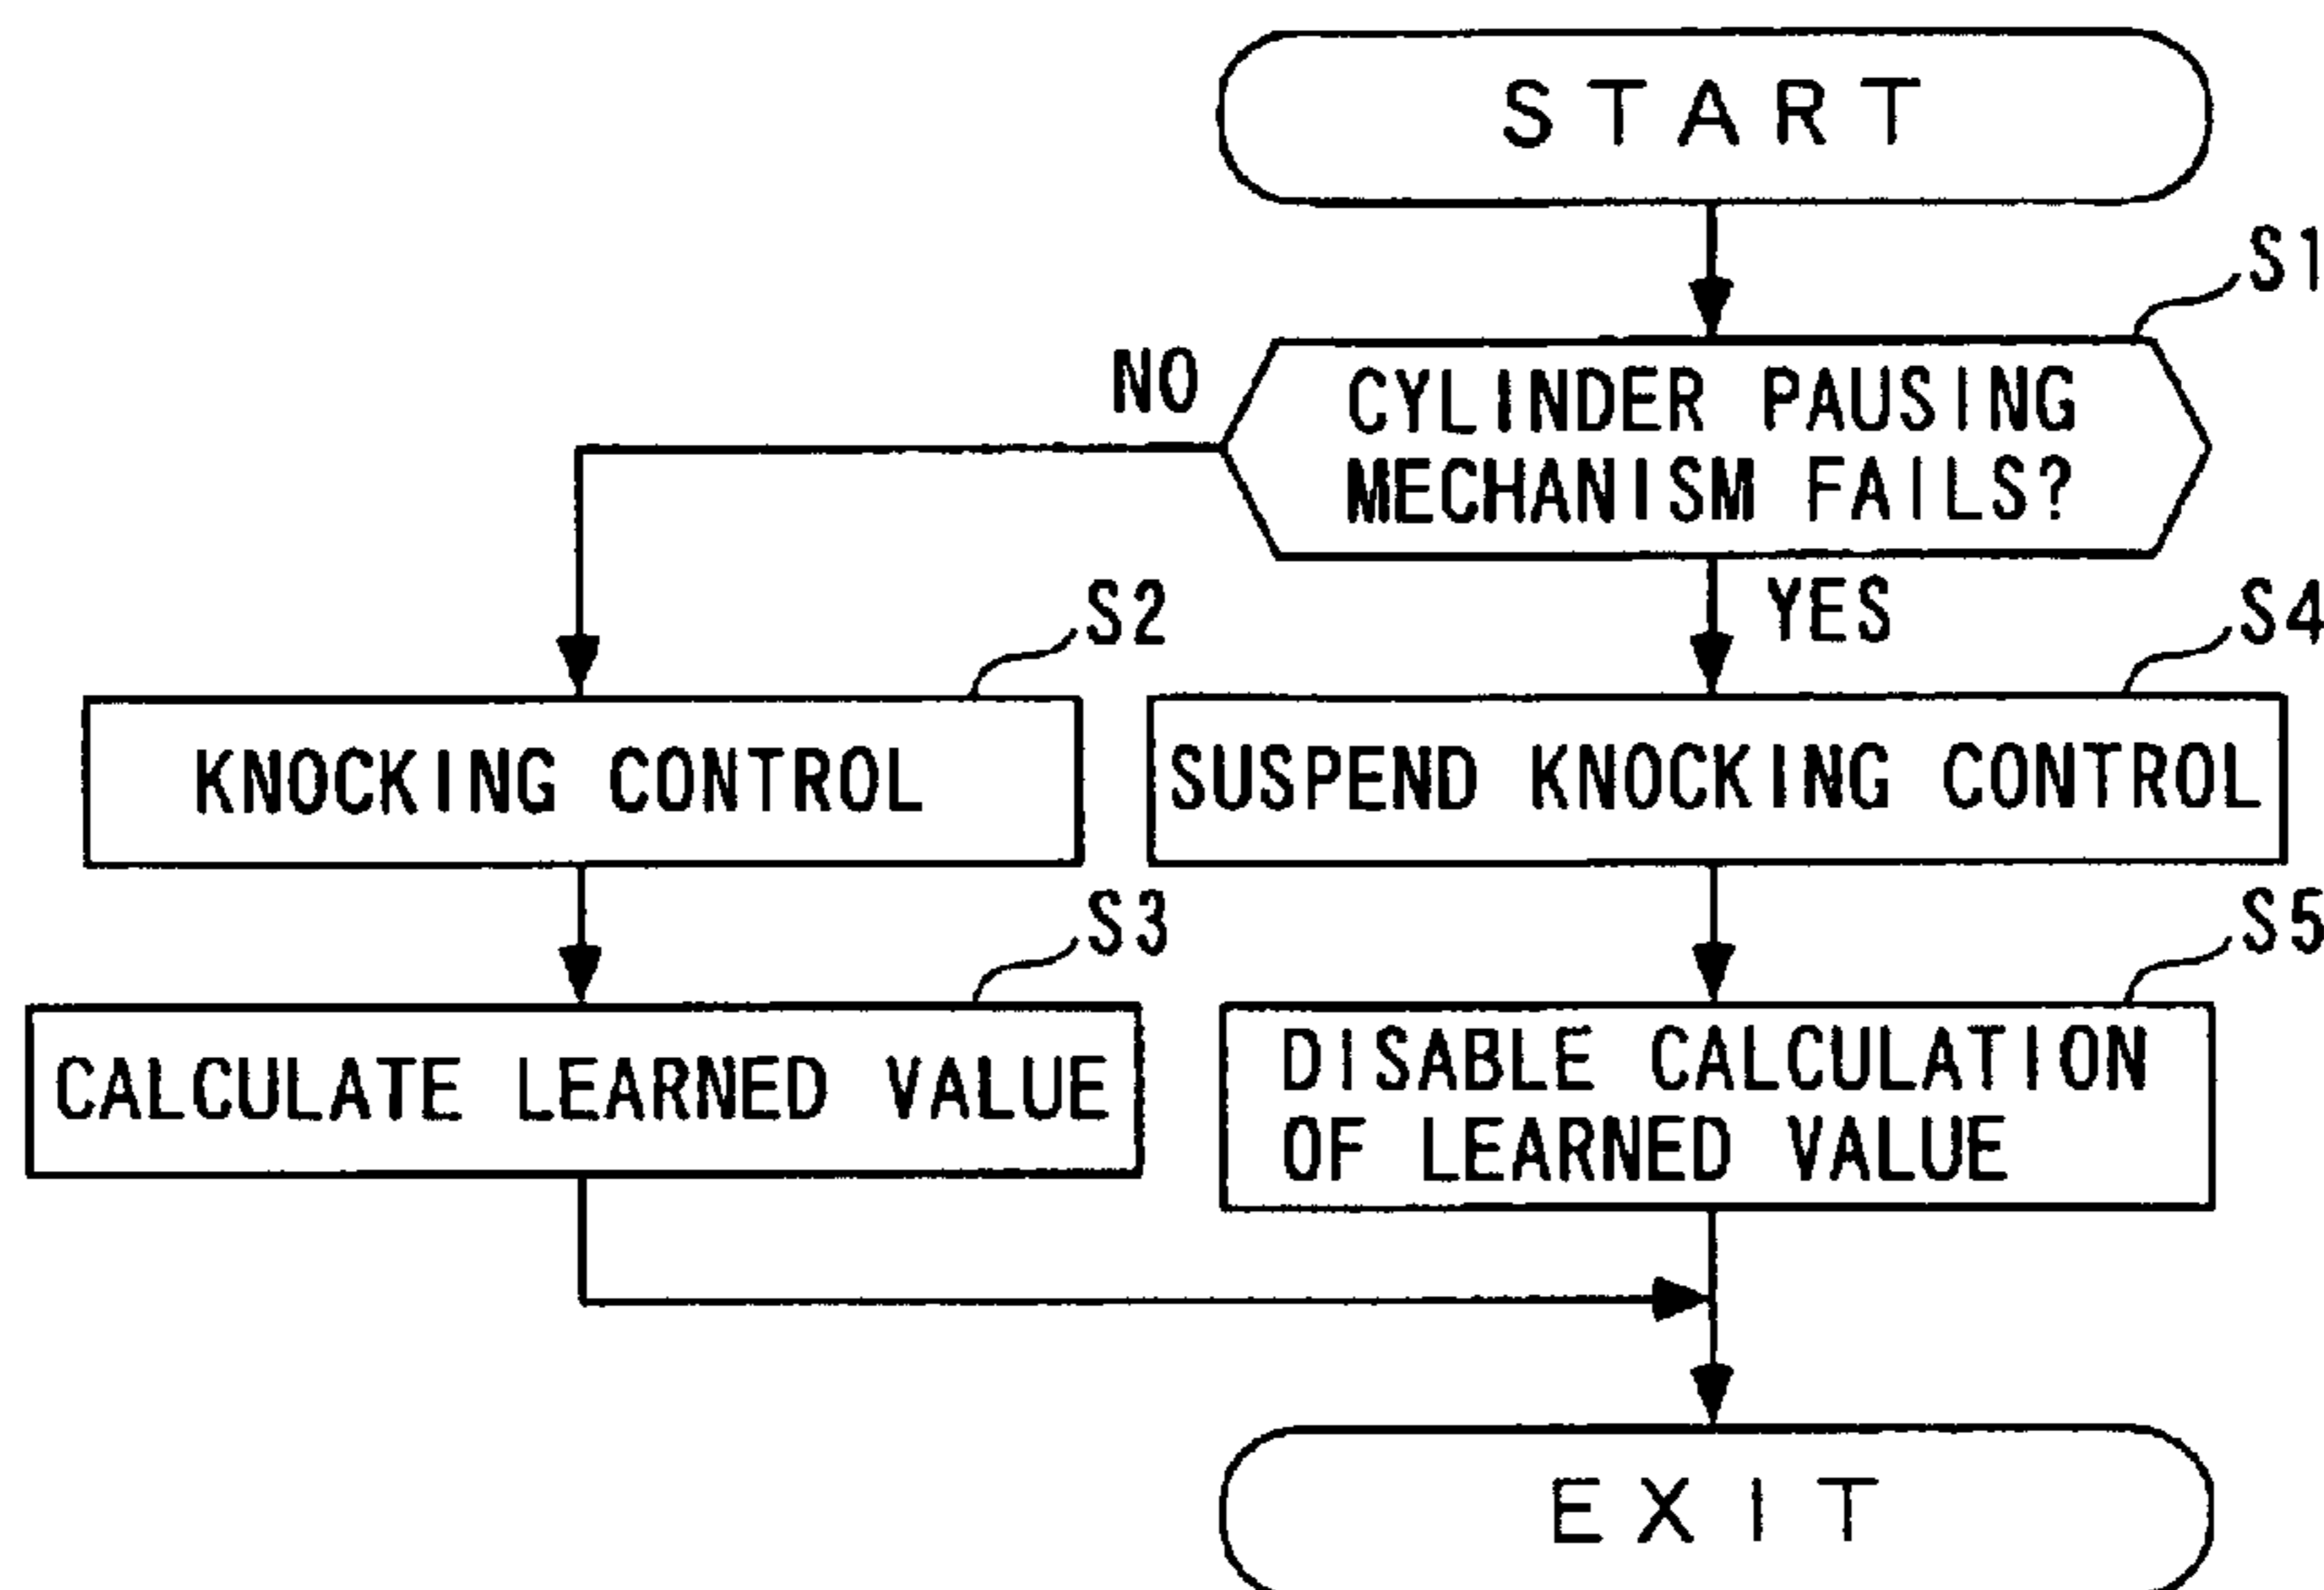 START
S1
NO
CYLINDER PAUSING
MECHANISM FAILS?
YES
S2
S4
KNOCKING CONTROL
SUSPEND KNOCKING CONTROL
S3
S5
CALCULATE LEARNED VALUE
DISABLE CALCULATION
OF LEARNED VALUE
EXIT